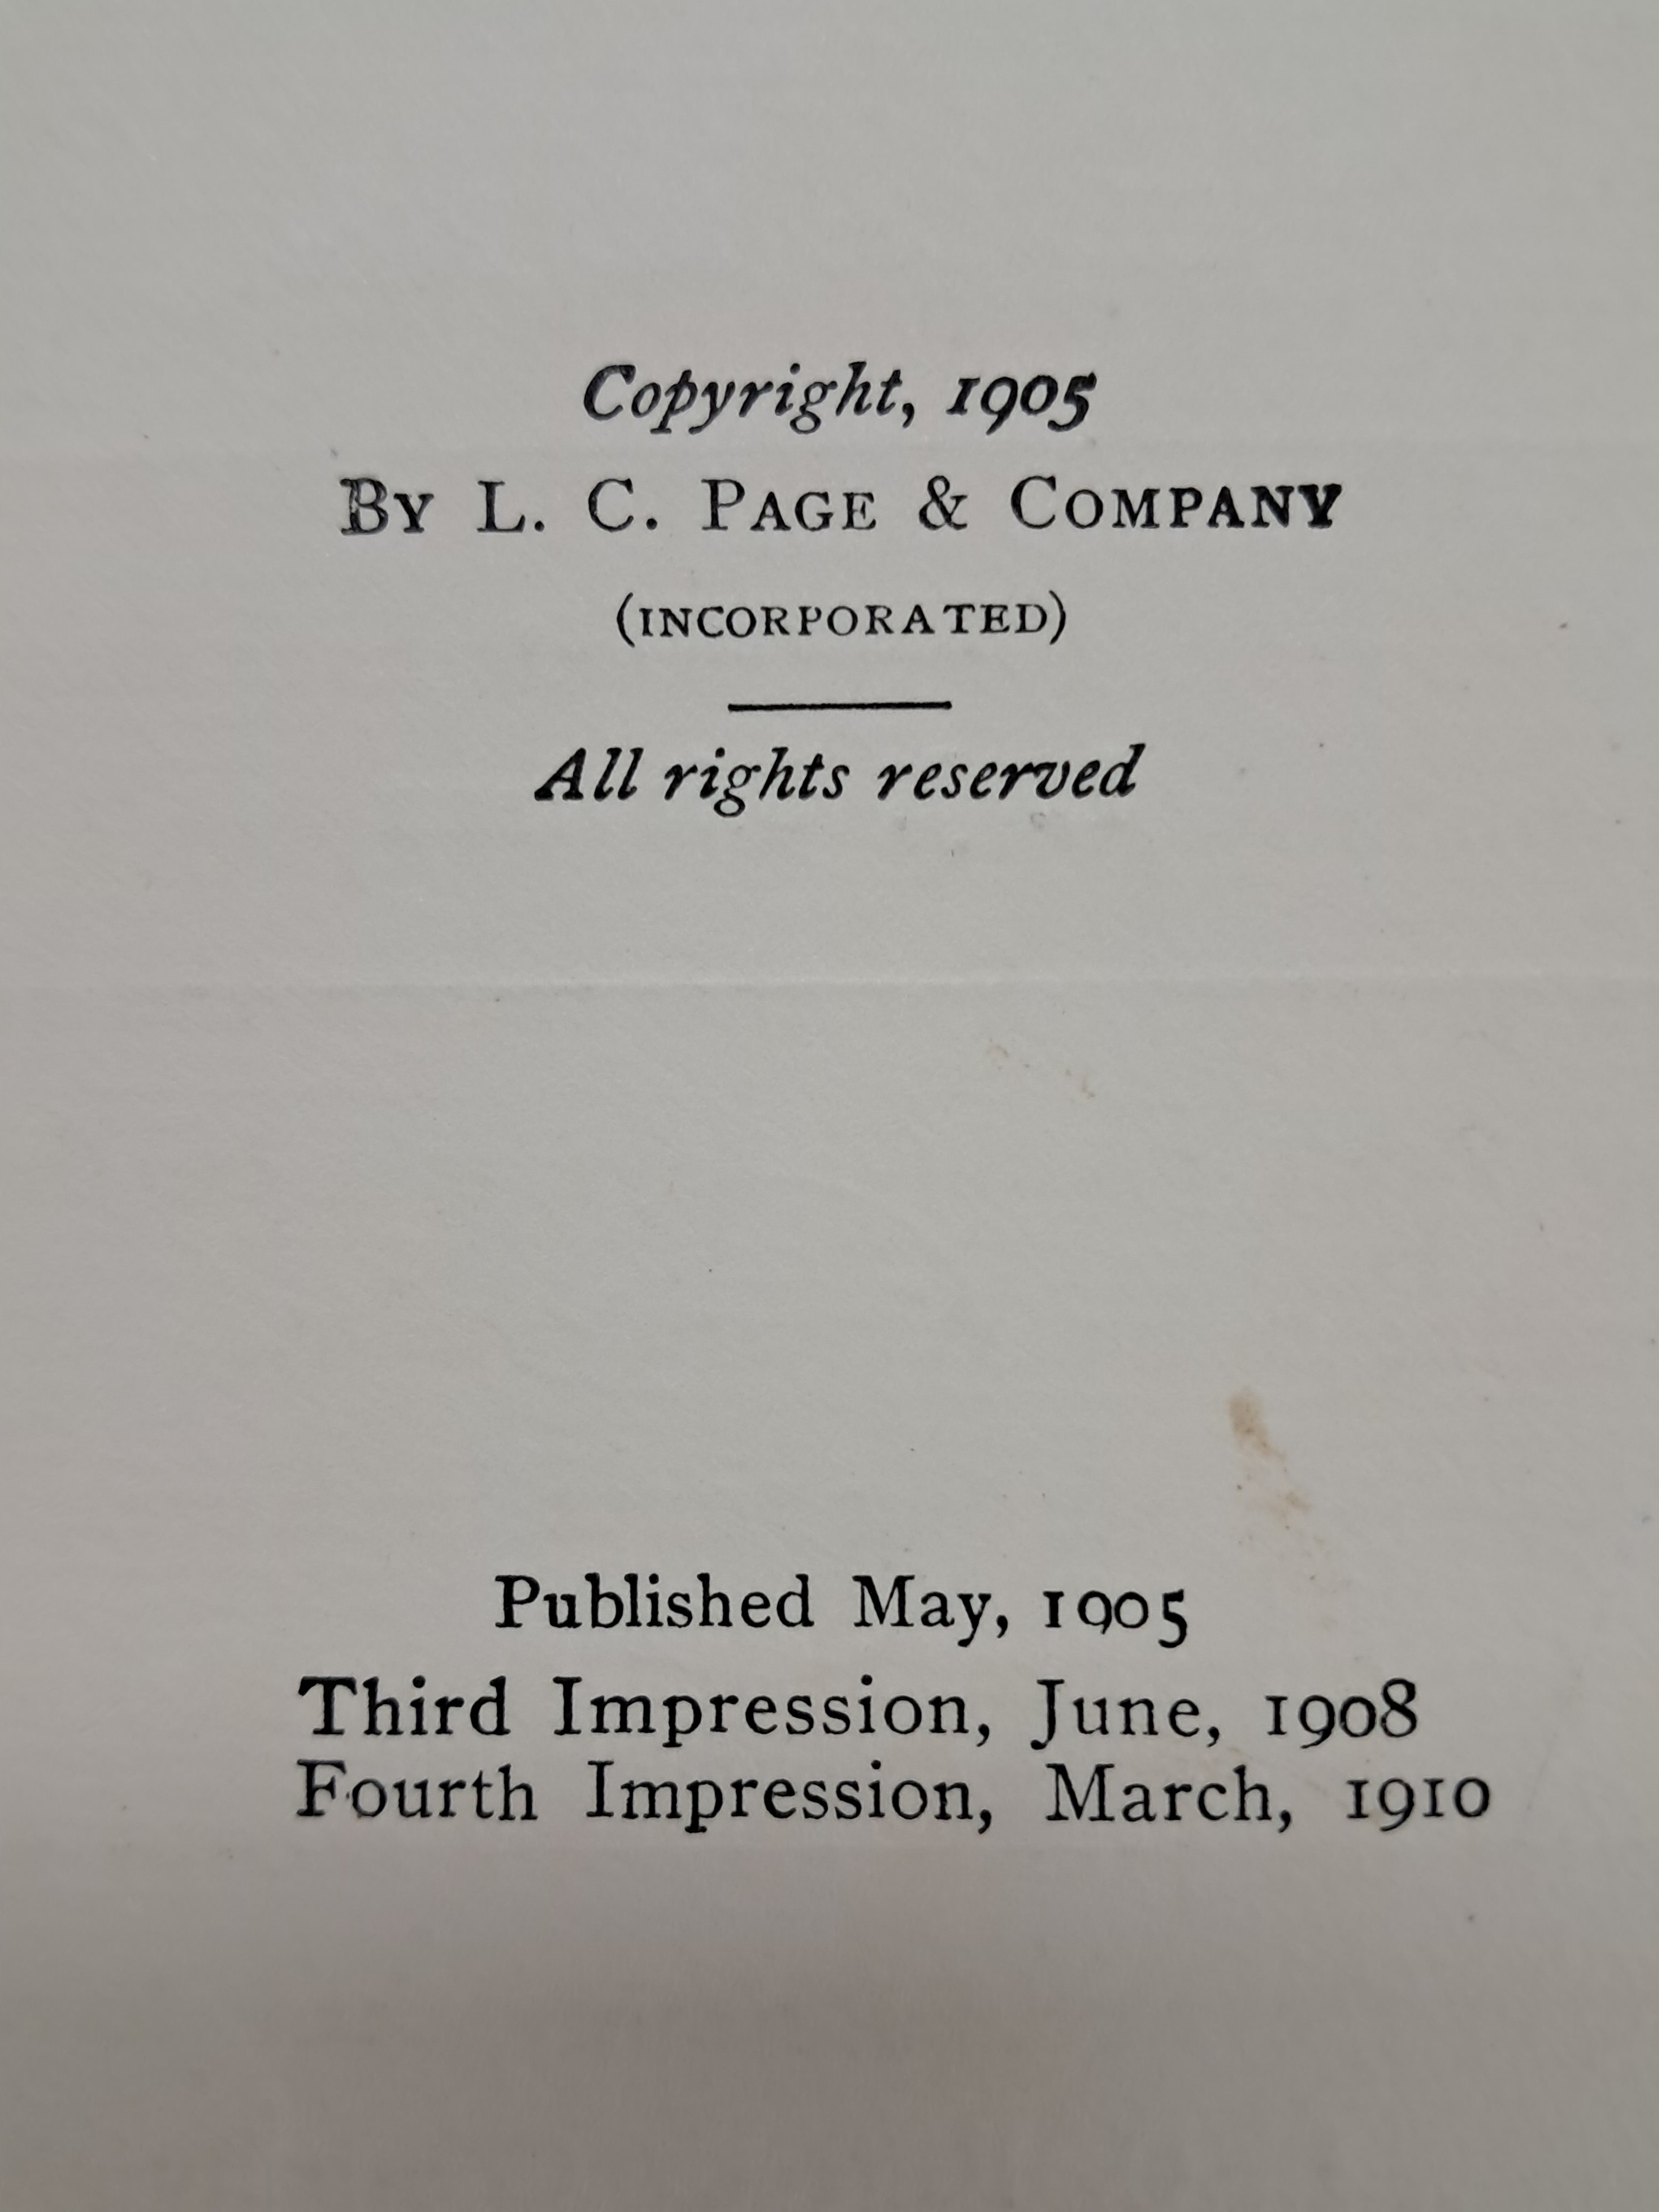 Copyright, 1905
BY L. C. PAGE & COMPANY
(INCORPORATED)
All rights reserved
Published May, 1905
Third Impression, June, 1908
Fourth Impression, March, 1910